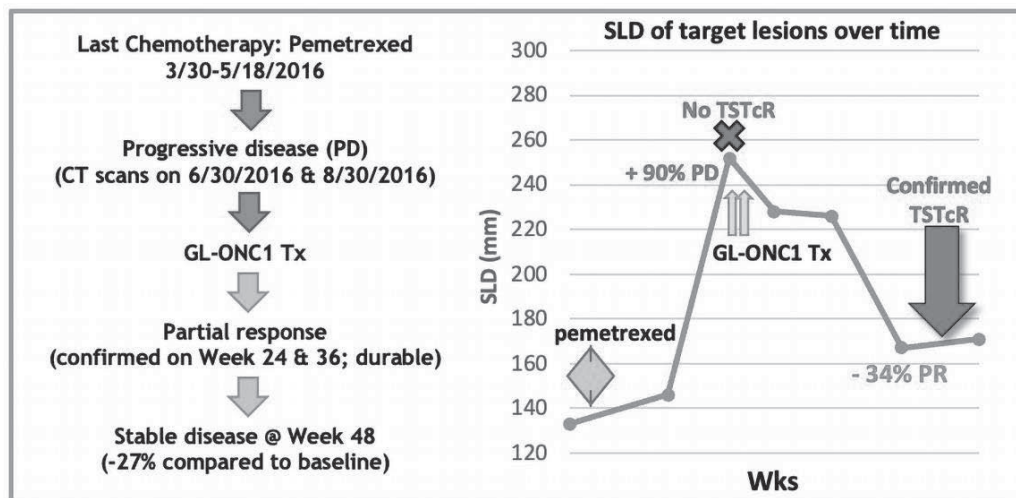 Last Chemotherapy: Pemetrexed
3/30-5/18/2016
Progressive disease (PD)
(CT scans on 6/30/2016 & 8/30/2016)
GL-ONC1 Tx
Partial response
(confirmed on Week 24 & 36; durable)
Stable disease @ Week 48
(-27% compared to baseline)
SLD of target lesions over time
300
280
260
240
220
200
180
160
140
120
SLD (mm)
No TSTcR
+ 90% PD
GL-ONC1 Tx
Confirmed
TSTcR
pemetrexed
- 34% PR
Wks